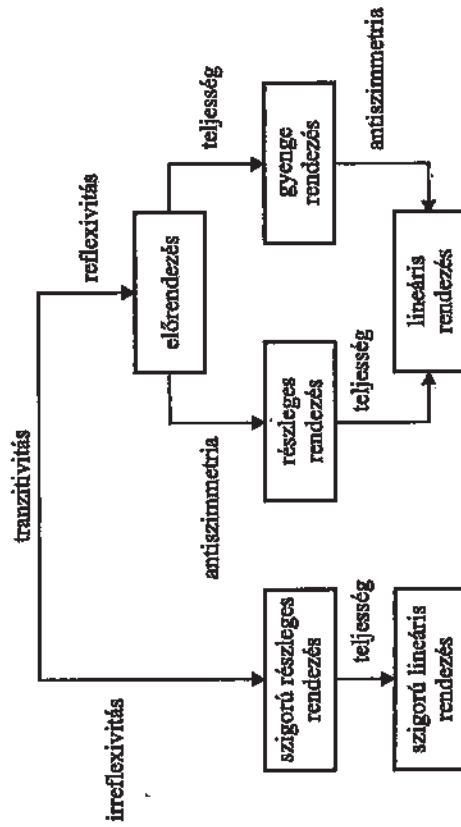 tranzitivitás
irreflexivitás
reflexivitás
előrendezés
antiszimmetria
teljesség
szigorú részleges
rendezés
részleges
rendezés
gyenge
rendezés
teljesség
teljesség
antiszimmetria
szigorú lineáris
rendezés
lineáris
rendezés